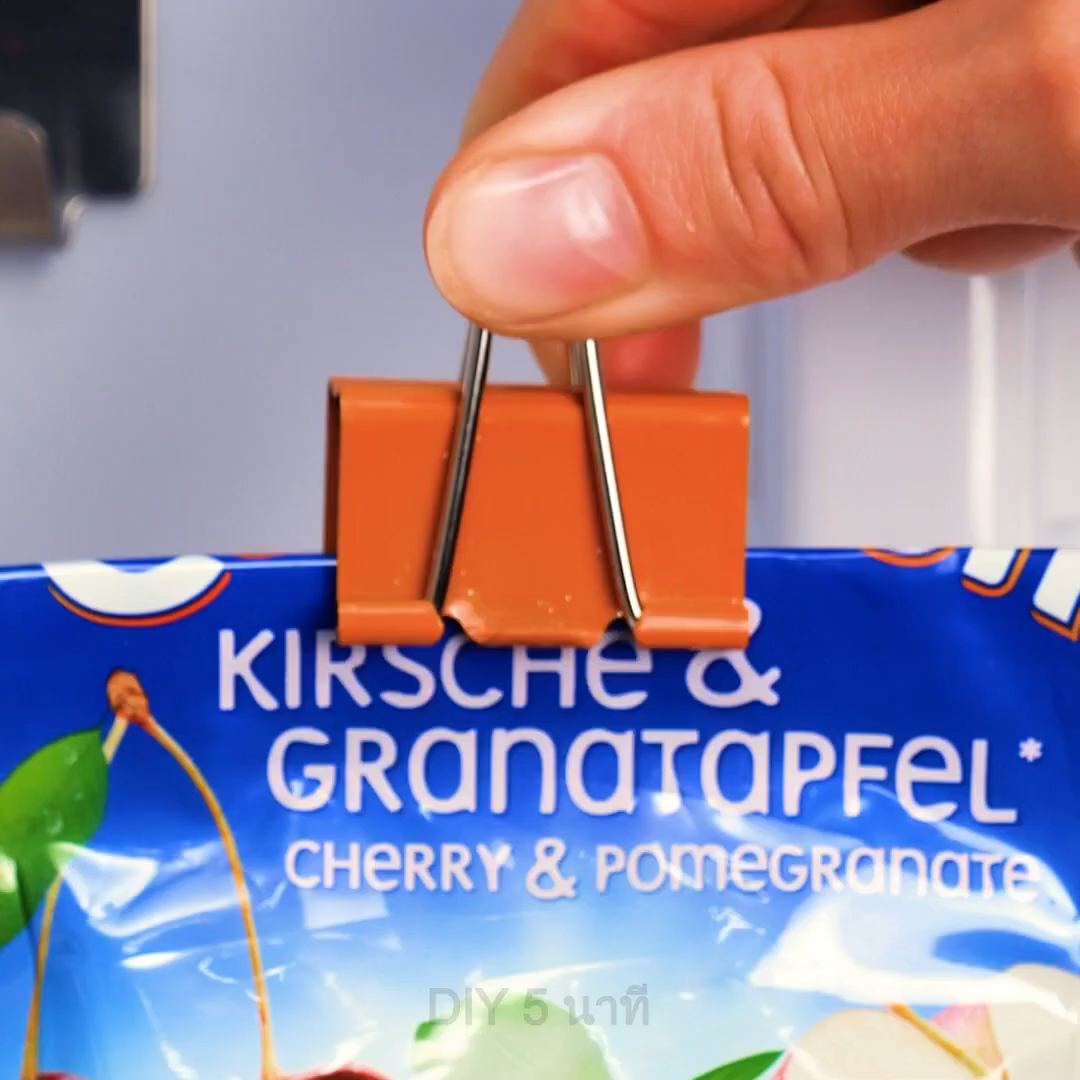 KIRSCHE &
GRANATAPFEL*
CHERRY & POMEGRANATE
DIY 5 นาที